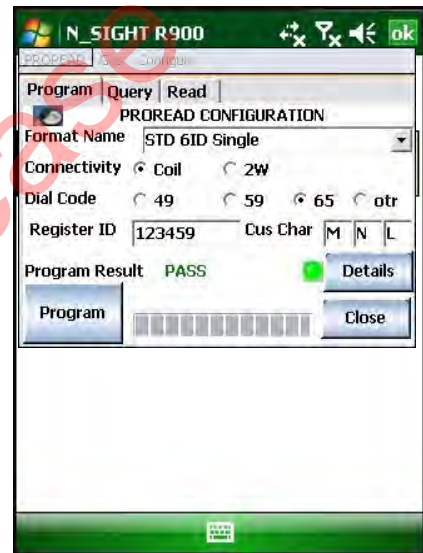 N_SIGHT R900 ok
PROREAD
Program Query Read
PROREAD CONFIGURATION
Format Name STD 6ID Single
Connectivity Coil 2W
Dial Code 49 59 65 otr
Register ID 123459 Cus Char M N L
Program Result PASS Details
Program Close